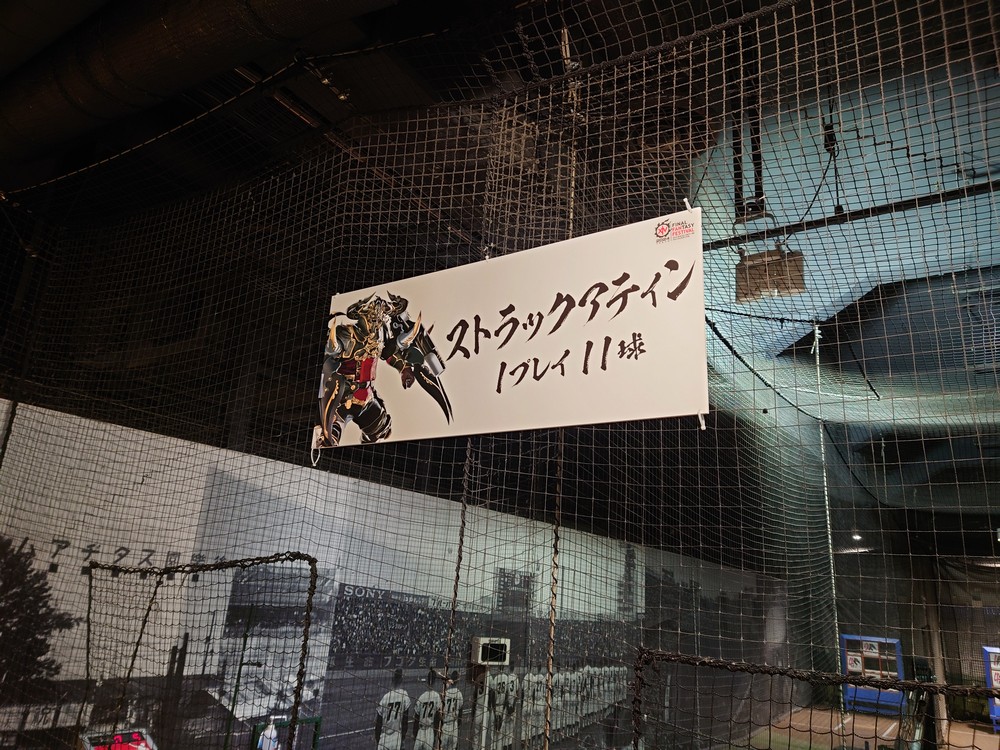 FINAL
FANTASY
FESTIVAL
ストラックアティン
1プレイ 11球
アチタス
SONY
77
72
73